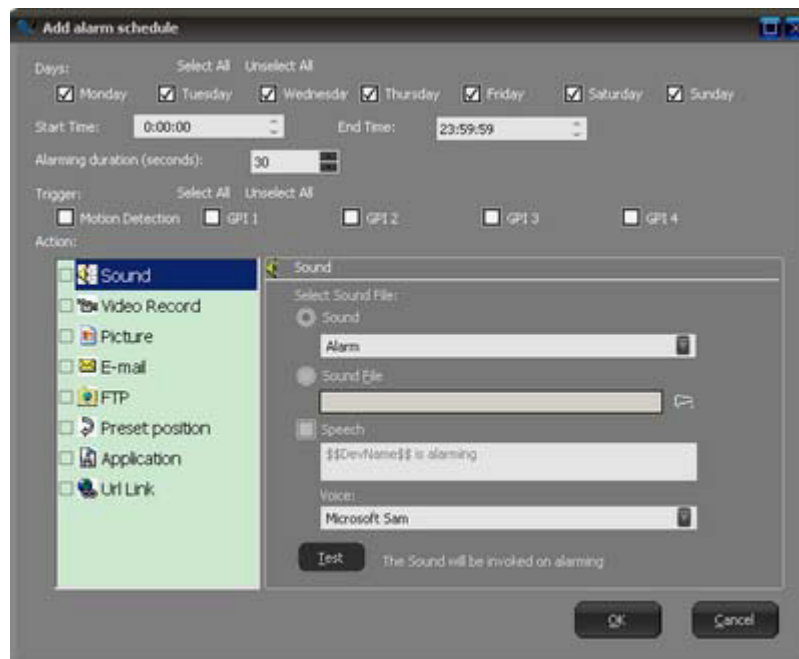 Add alarm schedule
Days: Select All Unselect All
Monday Tuesday Wednesday Thursday Friday Saturday Sunday
Start Time: 0:00:00 End Time: 23:59:59
Alarming duration (seconds): 30
Trigger: Select All Unselect All
Motion Detection GPI 1 GPI 2 GPI 3 GPI 4
Action:
Sound
Video Record
Picture
E-mail
FTP
Preset position
Application
Url Link
Sound
Select Sound File:
Sound
Alarm
Sound File
Speech
$$DevName$$ is alarming
Voice:
Microsoft Sam
Test The Sound will be invoked on alarming
OK Cancel